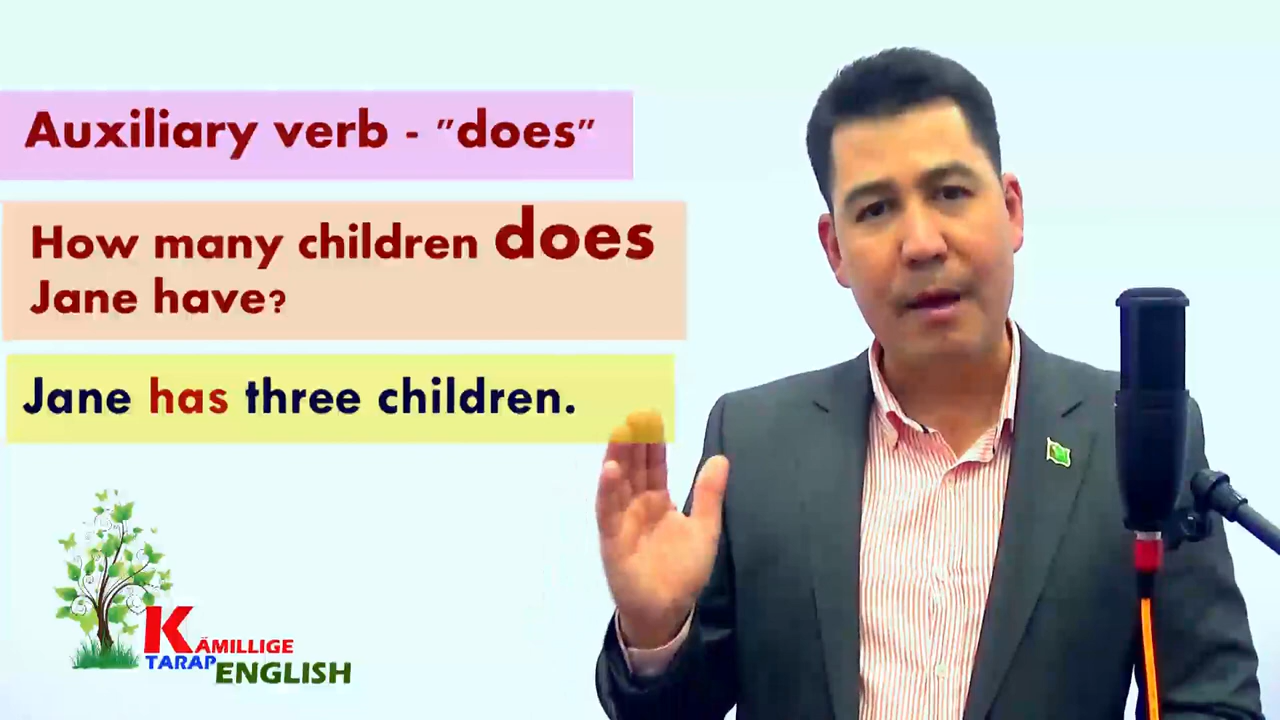 Auxiliary verb - "does"
How many children does
Jane have?
Jane has three children.
KÄMILLIGE
TARAP ENGLISH